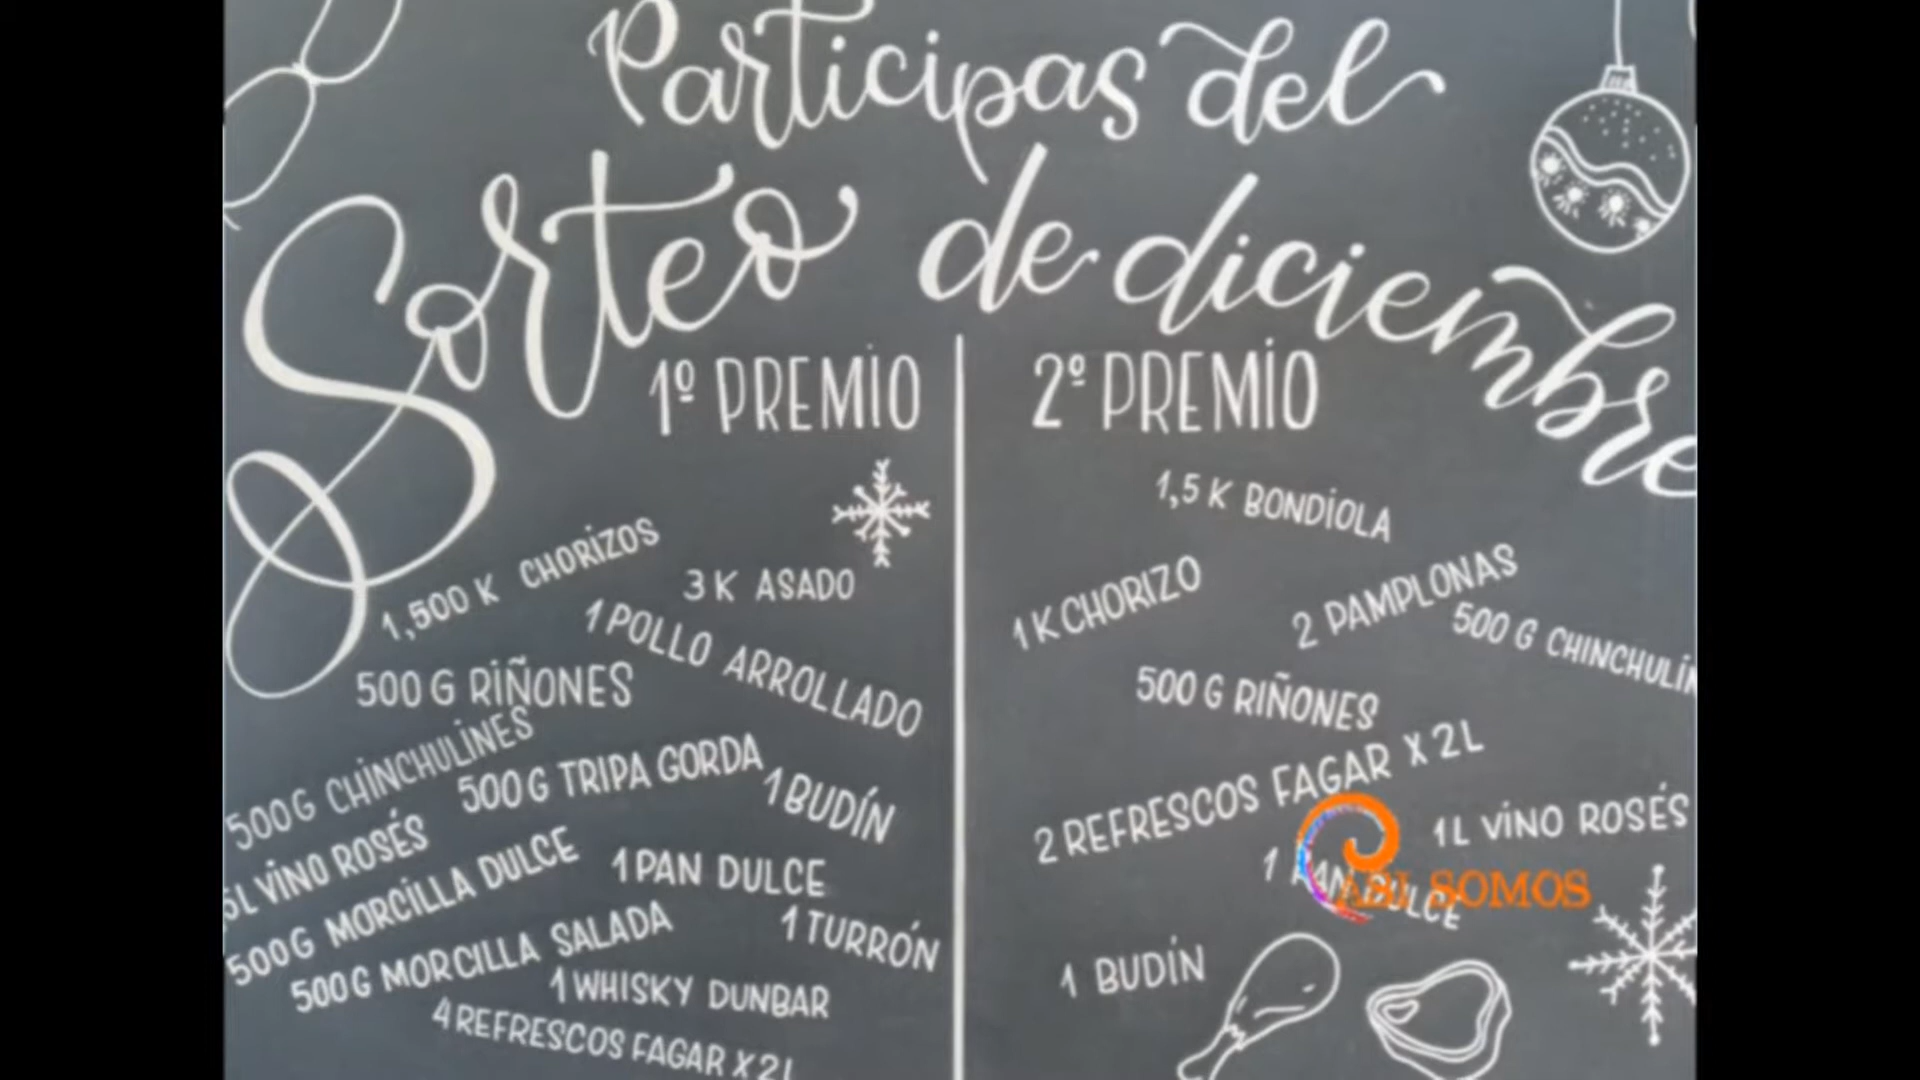 Participas del
Sorteo de diciembre
1º PREMIO
1,500 K CHORIZOS
3 K ASADO
1 POLLO ARROLLADO
500 G RIÑONES
500 G CHINCHULINES
500 G TRIPA GORDA
1 BUDÍN
5L VINO ROSÉS
500 G MORCILLA DULCE
1 PAN DULCE
500 G MORCILLA SALADA
1 TURRÓN
1 WHISKY DUNBAR
4 REFRESCOS FAGAR X 2L
2º PREMIO
1,5 K BONDIOLA
1 K CHORIZO
2 PAMPLONAS
500 G CHINCHULIN
500 G RIÑONES
2 REFRESCOS FAGAR X 2L
1L VINO ROSÉS
1 PAN DULCE
1 BUDÍN
SOMOS